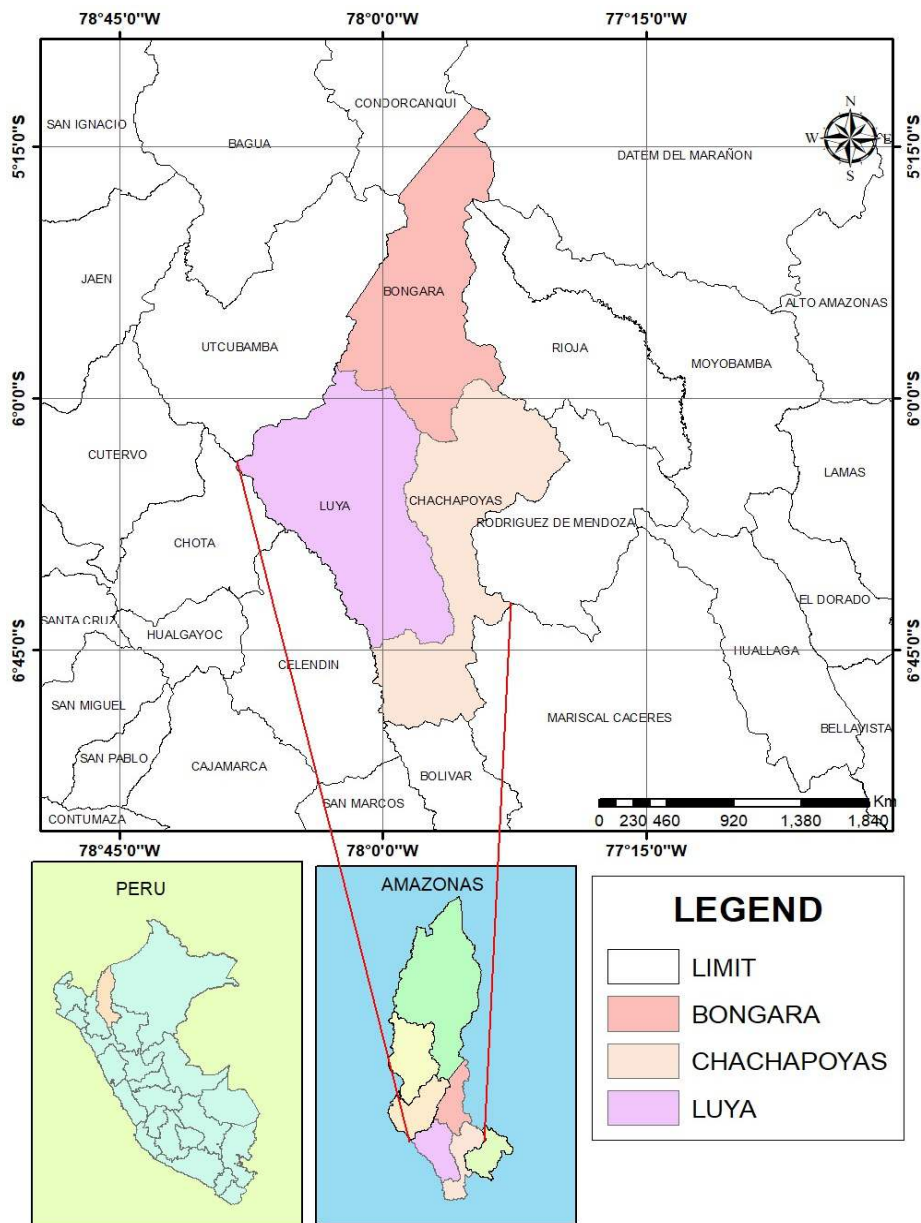 78°45'0"W 78°0'0"W 77°15'0"W
CONDORCANQUI
SAN IGNACIO
BAGUA
N
W E
S
5°15'0"S 5°15'0"S
DATEM DEL MARAÑON
JAEN
BONGARA
ALTO AMAZONAS
UTCUBAMBA
RIOJA
MOYOBAMBA
6°0'0"S 6°0'0"S
CUTERVO
LAMAS
LUYA
CHACHAPOYAS
RODRIGUEZ DE MENDOZA
CHOTA
EL DORADO
SANTA CRUZ
HUALGAYOC
6°45'0"S 6°45'0"S
CELENDIN
HUALLAGA
SAN MIGUEL
MARISCAL CACERES
BELLAVISTA
SAN PABLO
CAJAMARCA
BOLIVAR
SAN MARCOS
CONTUMAZA
Km
0 230 460 920 1,380 1,840
78°45'0"W 78°0'0"W 77°15'0"W
PERU
AMAZONAS
LEGEND
LIMIT
BONGARA
CHACHAPOYAS
LUYA